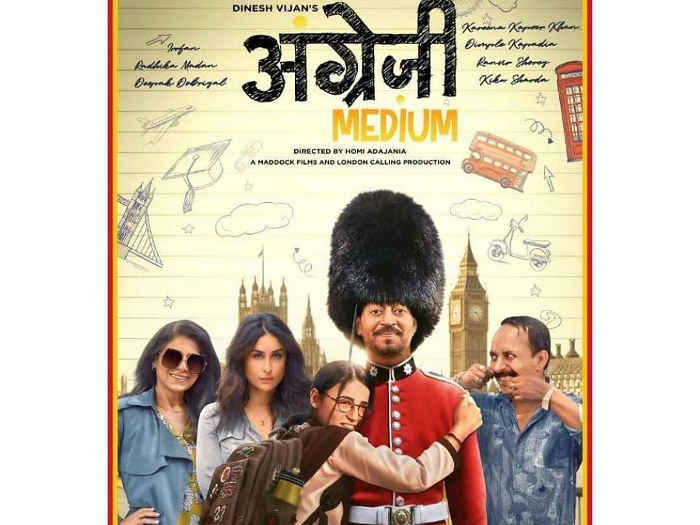 DINESH VIJAN'S
अंग्रेज़ी
MEDIUM
Irrfan
Radhika Madan
Deepak Dobriyal
Kareena Kapoor Khan
Dimple Kapadia
Ranvir Shorey
Kiku Sharda
DIRECTED BY HOMI ADAJANIA
A MADDOCK FILMS AND LONDON CALLING PRODUCTION